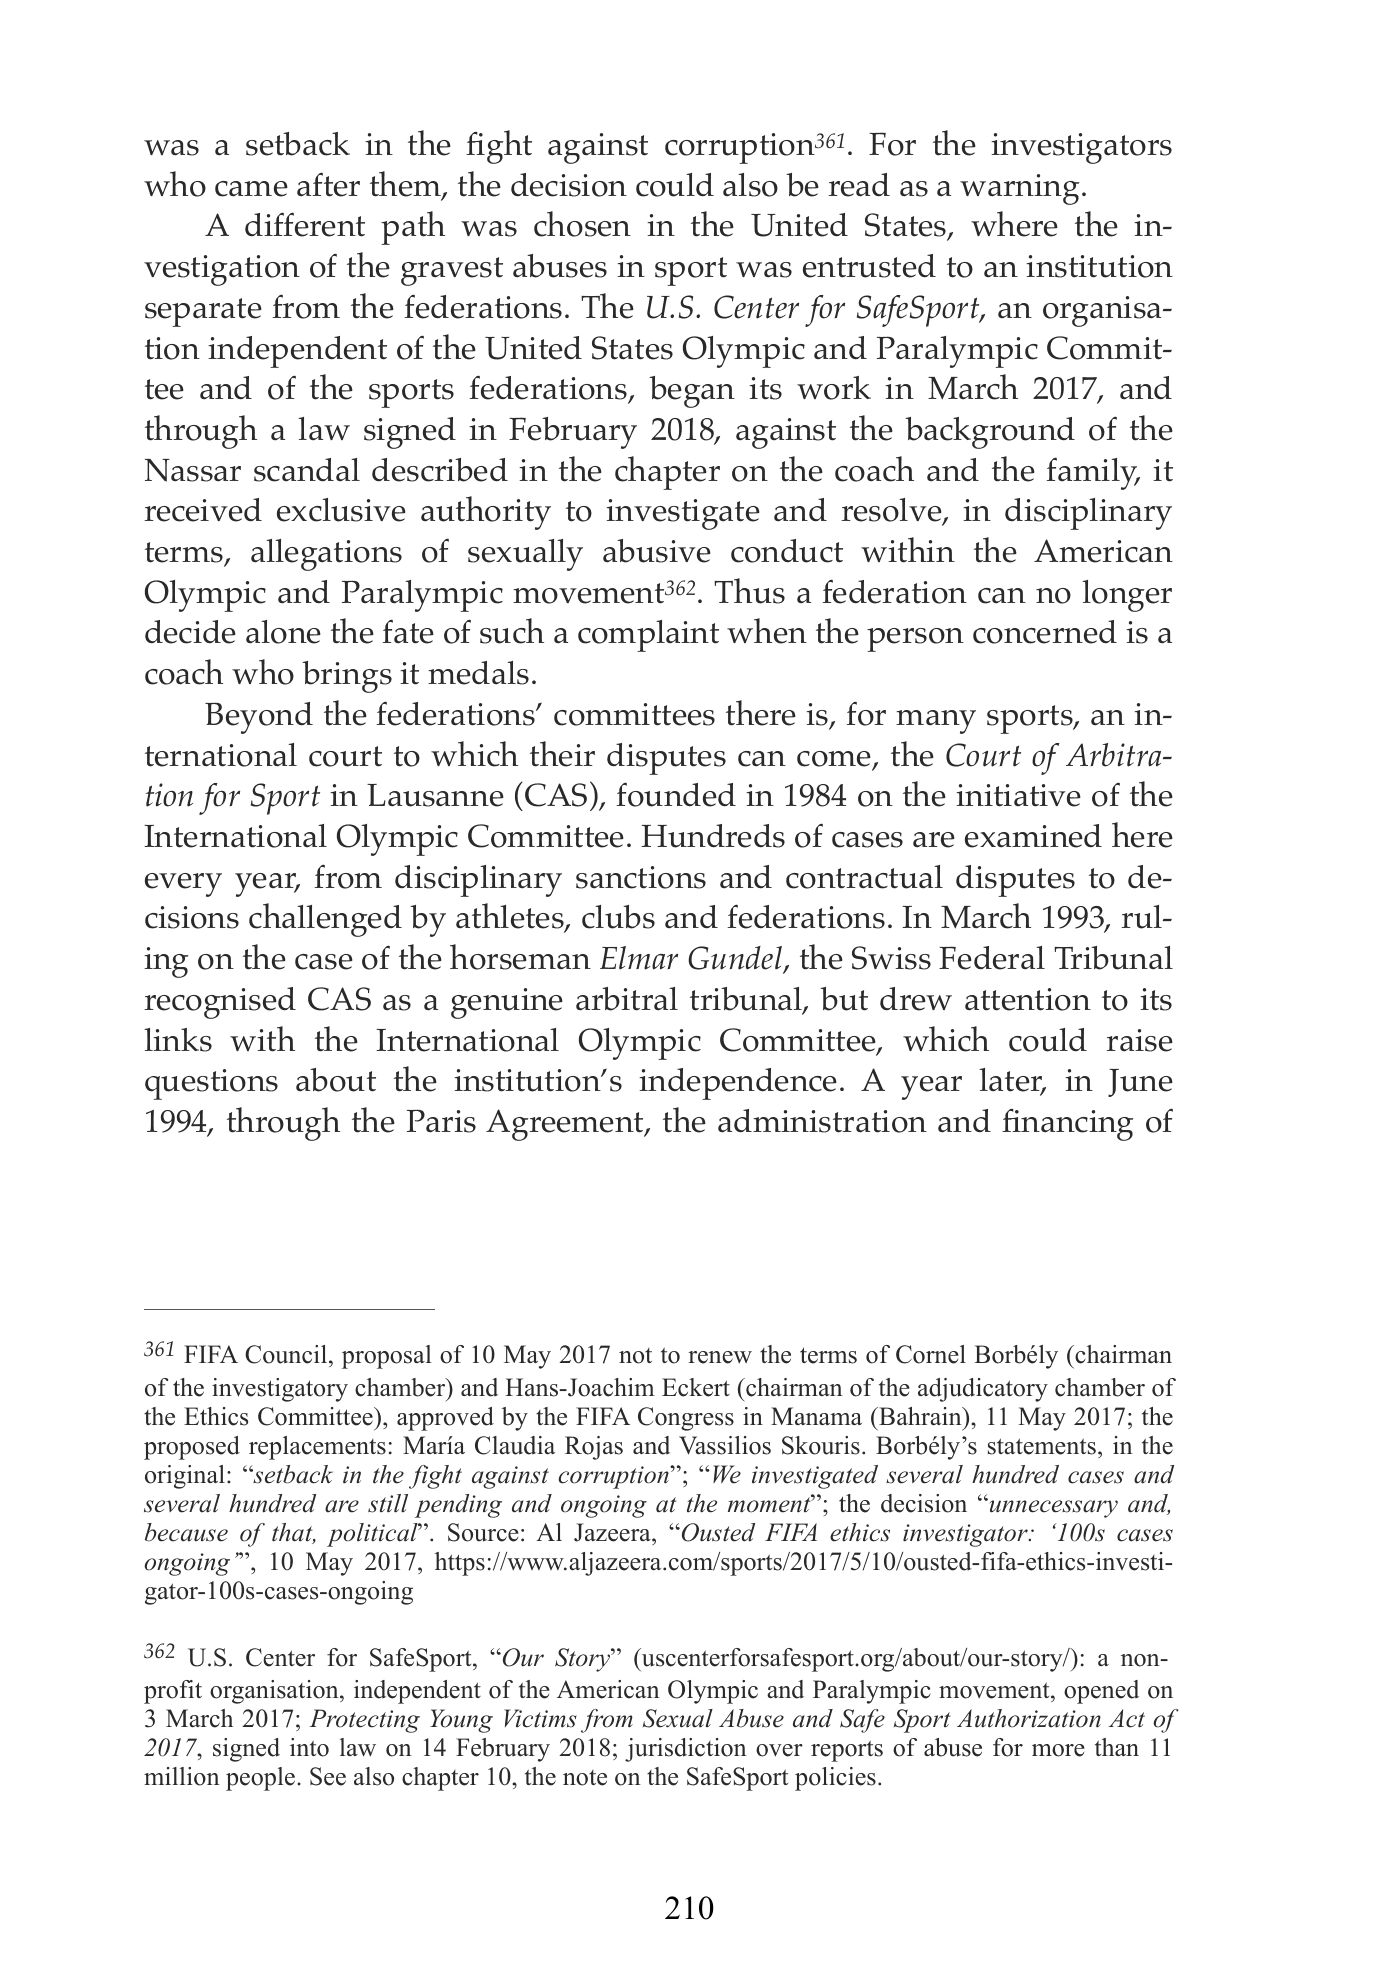 was a setback in the fight against corruption361. For the investigators
who came after them, the decision could also be read as a warning.
A different path was chosen in the United States, where the in-
vestigation of the gravest abuses in sport was entrusted to an institution
separate from the federations. The U.S. Center for SafeSport, an organisa-
tion independent of the United States Olympic and Paralympic Commit-
tee and of the sports federations, began its work in March 2017, and
through a law signed in February 2018, against the background of the
Nassar scandal described in the chapter on the coach and the family, it
received exclusive authority to investigate and resolve, in disciplinary
terms, allegations of sexually abusive conduct within the American
Olympic and Paralympic movement362. Thus a federation can no longer
decide alone the fate of such a complaint when the person concerned is a
coach who brings it medals.
Beyond the federations’ committees there is, for many sports, an in-
ternational court to which their disputes can come, the Court of Arbitra-
tion for Sport in Lausanne (CAS), founded in 1984 on the initiative of the
International Olympic Committee. Hundreds of cases are examined here
every year, from disciplinary sanctions and contractual disputes to de-
cisions challenged by athletes, clubs and federations. In March 1993, rul-
ing on the case of the horseman Elmar Gundel, the Swiss Federal Tribunal
recognised CAS as a genuine arbitral tribunal, but drew attention to its
links with the International Olympic Committee, which could raise
questions about the institution’s independence. A year later, in June
1994, through the Paris Agreement, the administration and financing of
361 FIFA Council, proposal of 10 May 2017 not to renew the terms of Cornel Borbély (chairman
of the investigatory chamber) and Hans-Joachim Eckert (chairman of the adjudicatory chamber of
the Ethics Committee), approved by the FIFA Congress in Manama (Bahrain), 11 May 2017; the
proposed replacements: María Claudia Rojas and Vassilios Skouris. Borbély’s statements, in the
original: “setback in the fight against corruption”; “We investigated several hundred cases and
several hundred are still pending and ongoing at the moment”; the decision “unnecessary and,
because of that, political”. Source: Al Jazeera, “Ousted FIFA ethics investigator: ‘100s cases
ongoing’”, 10 May 2017, https://www.aljazeera.com/sports/2017/5/10/ousted-fifa-ethics-investi-
gator-100s-cases-ongoing
362 U.S. Center for SafeSport, “Our Story” (uscenterforsafesport.org/about/our-story/): a non-
profit organisation, independent of the American Olympic and Paralympic movement, opened on
3 March 2017; Protecting Young Victims from Sexual Abuse and Safe Sport Authorization Act of
2017, signed into law on 14 February 2018; jurisdiction over reports of abuse for more than 11
million people. See also chapter 10, the note on the SafeSport policies.
210